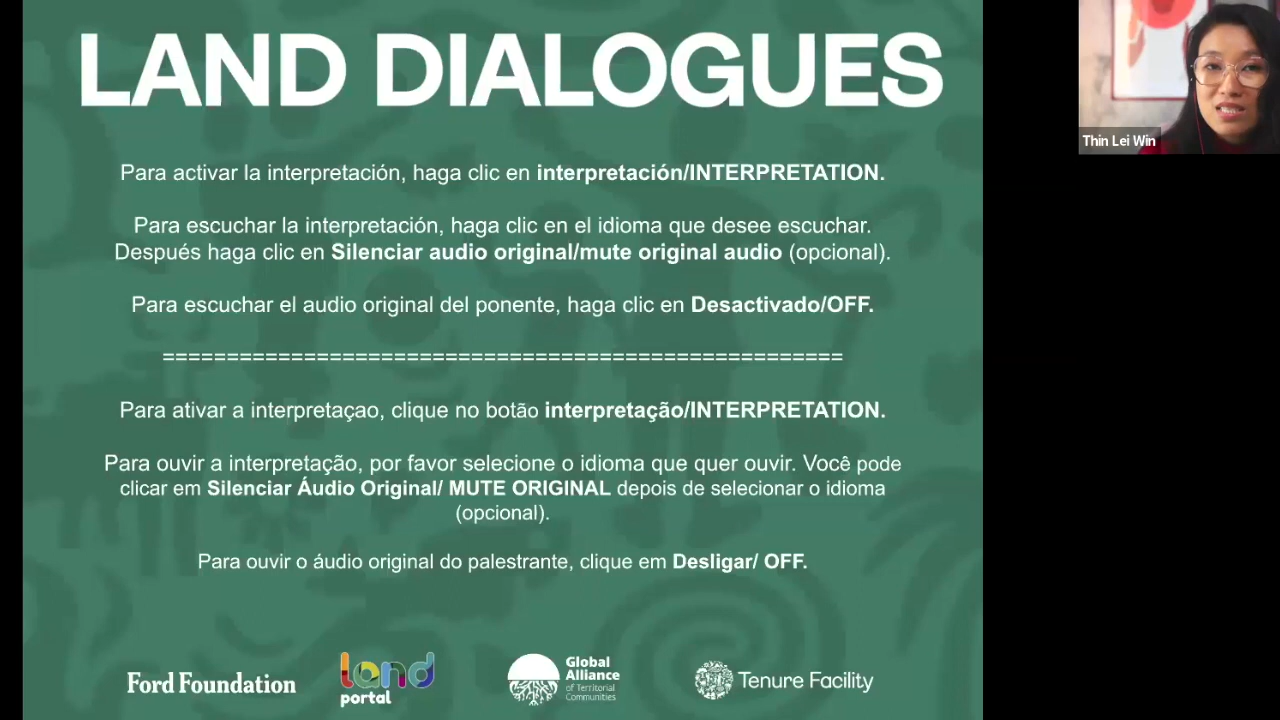 LAND DIALOGUES
Para activar la interpretación, haga clic en interpretación/INTERPRETATION.
Para escuchar la interpretación, haga clic en el idioma que desee escuchar.
Después haga clic en Silenciar audio original/mute original audio (opcional).
Para escuchar el audio original del ponente, haga clic en Desactivado/OFF.
=====================================================
Para ativar a interpretaçao, clique no botão interpretação/INTERPRETATION.
Para ouvir a interpretação, por favor selecione o idioma que quer ouvir. Você pode
clicar em Silenciar Áudio Original/ MUTE ORIGINAL depois de selecionar o idioma
(opcional).
Para ouvir o áudio original do palestrante, clique em Desligar/ OFF.
Ford Foundation
land
portal
Global
Alliance
of Territorial
Communities
Tenure Facility
Thin Lei Win